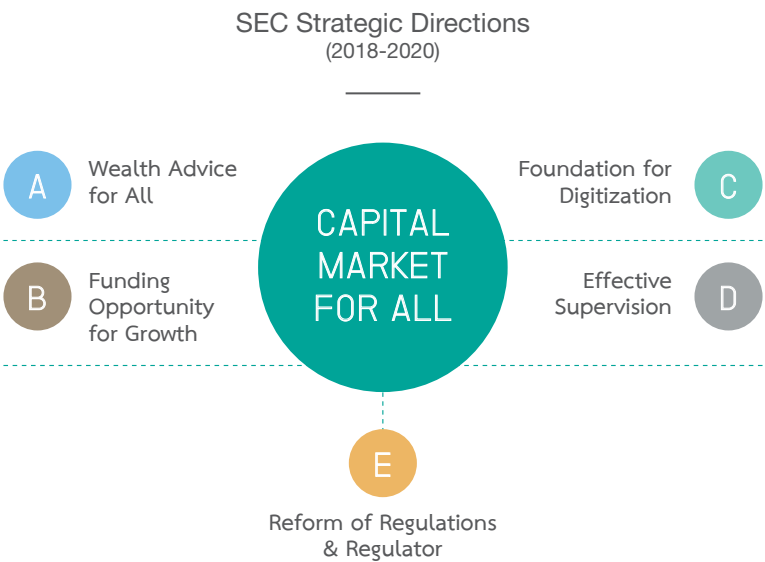 SEC Strategic Directions
(2018-2020)
A
Wealth Advice
for All
B
Funding
Opportunity
for Growth
CAPITAL
MARKET
FOR ALL
Foundation for
Digitization
C
Effective
Supervision
D
E
Reform of Regulations
& Regulator